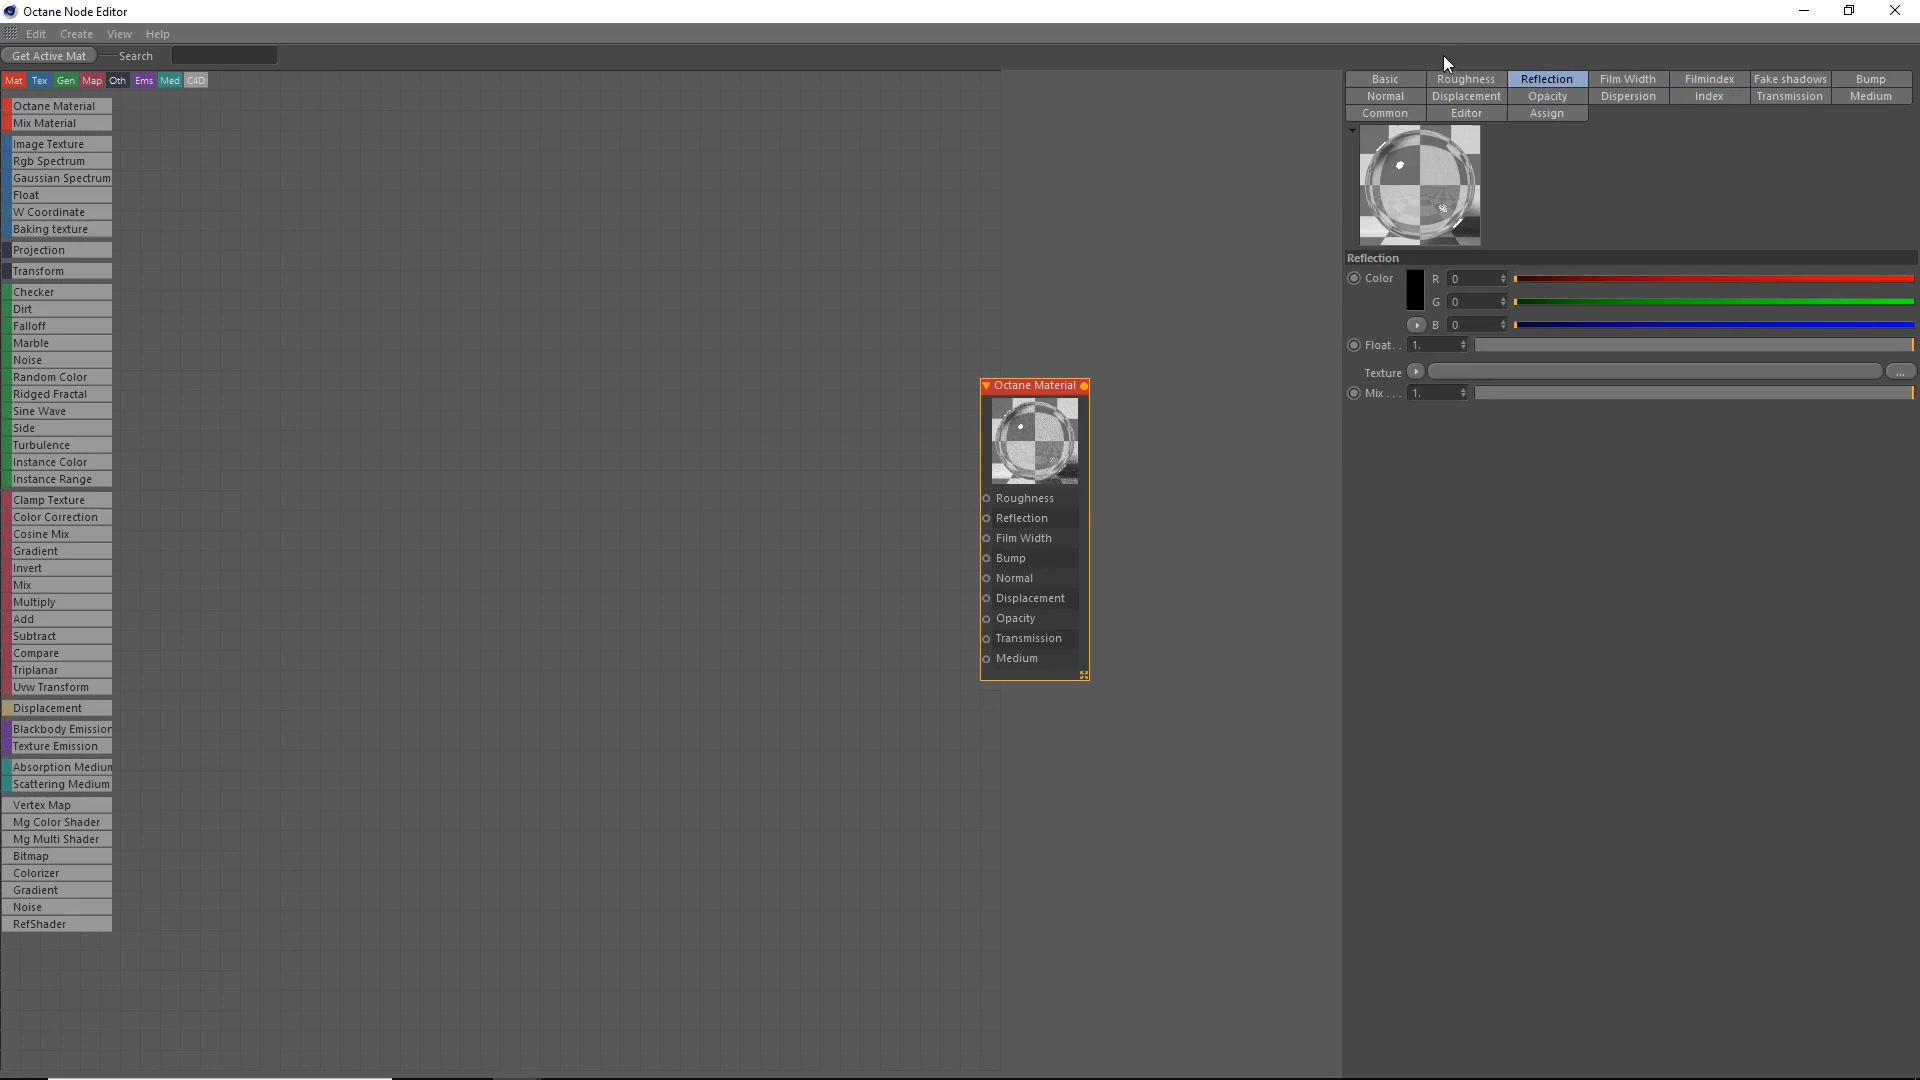 Octane Node Editor
Edit Create View Help
Get Active Mat Search
Mat Tex Gen Map Oth Ems Med C4D
Octane Material
Mix Material
Image Texture
Rgb Spectrum
Gaussian Spectrum
Float
W Coordinate
Baking texture
Projection
Transform
Checker
Dirt
Falloff
Marble
Noise
Random Color
Ridged Fractal
Sine Wave
Side
Turbulence
Instance Color
Instance Range
Clamp Texture
Color Correction
Cosine Mix
Gradient
Invert
Mix
Multiply
Add
Subtract
Compare
Triplanar
Uvw Transform
Displacement
Blackbody Emission
Texture Emission
Absorption Medium
Scattering Medium
Vertex Map
Mg Color Shader
Mg Multi Shader
Bitmap
Colorizer
Gradient
Noise
RefShader
Octane Material
Roughness
Reflection
Film Width
Bump
Normal
Displacement
Opacity
Transmission
Medium
Basic Roughness Reflection Film Width Filmindex Fake shadows Bump
Normal Displacement Opacity Dispersion Index Transmission Medium
Common Editor Assign
Reflection
Color R 0
G 0
B 0
Float . . 1.
Texture ...
Mix . . . 1.